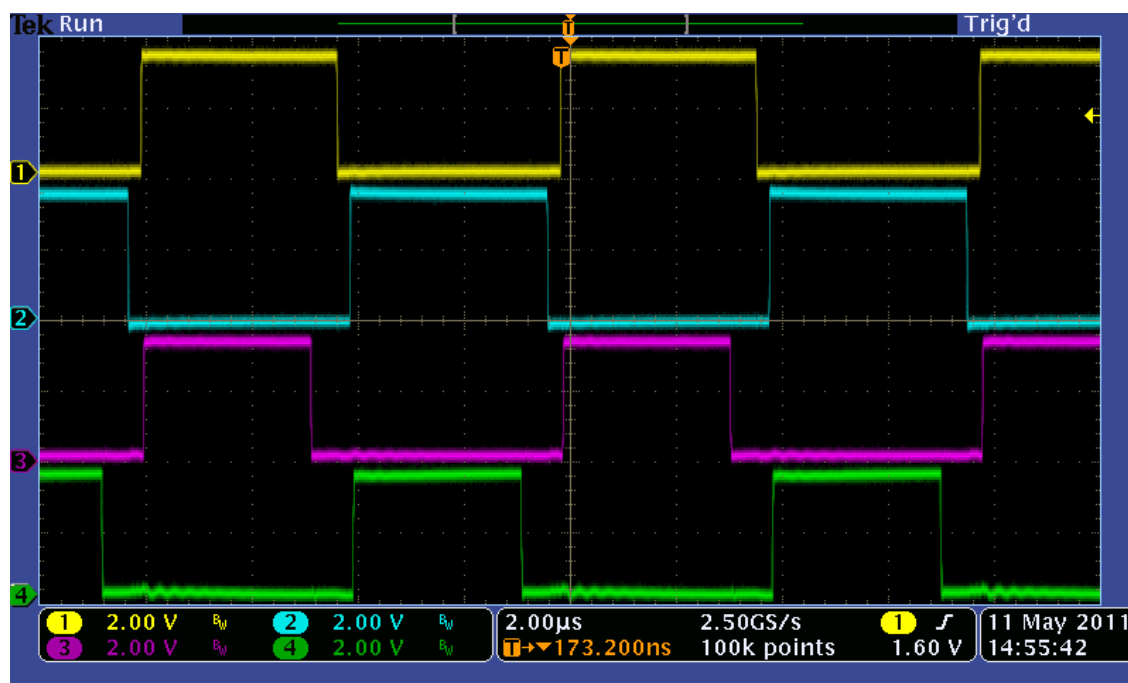 Tek Run Trig'd
T
T
1
2
3
4
1 2.00 V BW 2 2.00 V BW 2.00µs 2.50GS/s 1 11 May 2011
3 2.00 V BW 4 2.00 V BW T→▼173.200ns 100k points 1.60 V 14:55:42